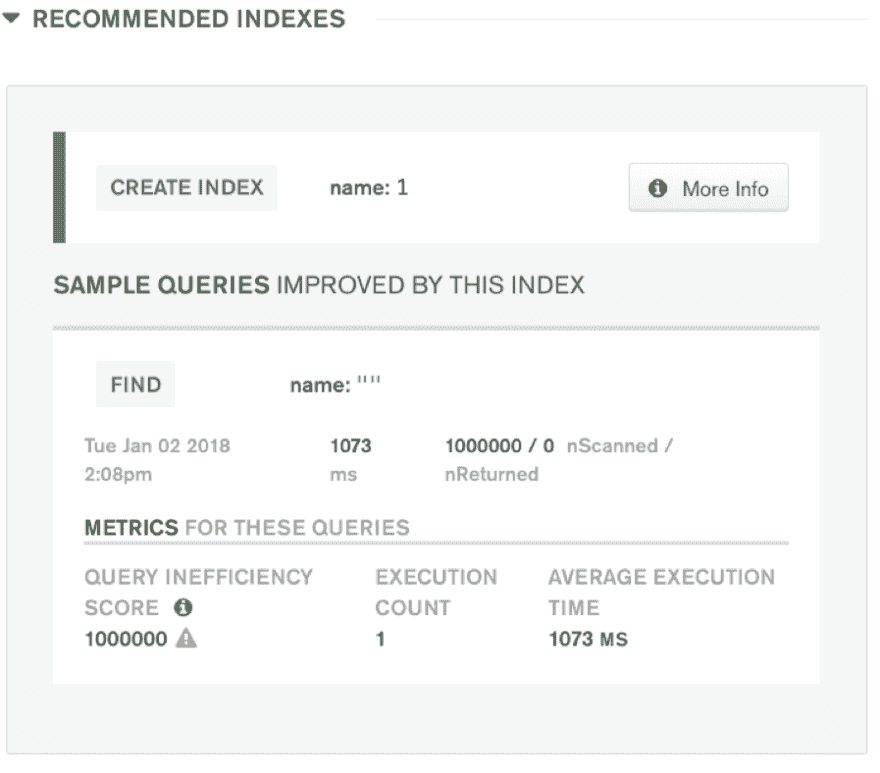 RECOMMENDED INDEXES
CREATE INDEX name: 1 More Info
SAMPLE QUERIES IMPROVED BY THIS INDEX
FIND name: ""
Tue Jan 02 2018 1073 1000000 / 0 nScanned /
2:08pm ms nReturned
METRICS FOR THESE QUERIES
QUERY INEFFICIENCY EXECUTION AVERAGE EXECUTION
SCORE COUNT TIME
1000000 1 1073 MS